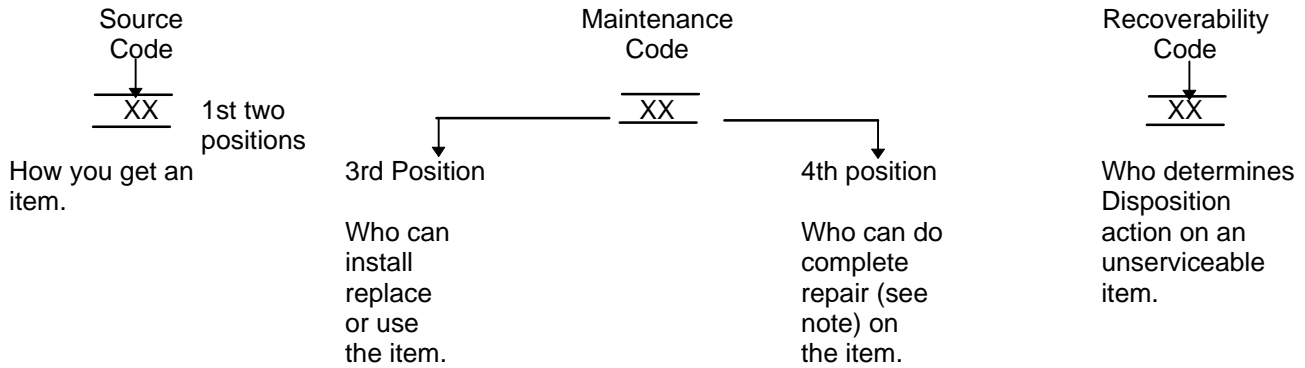 Source
Code
XX
1st two
positions
How you get an
item.
Maintenance
Code
XX
3rd Position
Who can
install
replace
or use
the item.
4th position
Who can do
complete
repair (see
note) on
the item.
Recoverability
Code
XX
Who determines
Disposition
action on an
unserviceable
item.